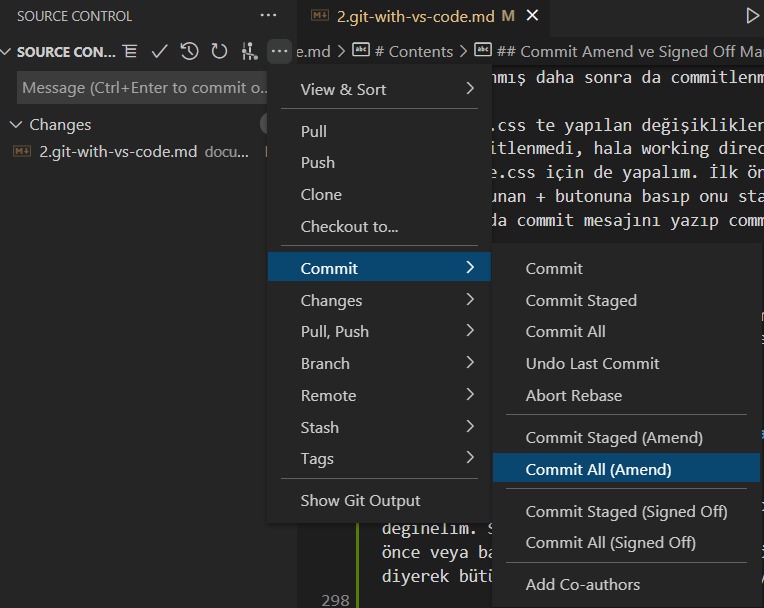 SOURCE CONTROL
2.git-with-vs-code.md M
SOURCE CON...
e.md > # Contents > ## Commit Amend ve Signed Off Ma
Message (Ctrl+Enter to commit o...
Changes
2.git-with-vs-code.md docu...
View & Sort
Pull
Push
Clone
Checkout to...
Commit
Changes
Pull, Push
Branch
Remote
Stash
Tags
Show Git Output
nmış daha sonra da commitlenm
.css te yapılan değişiklikler
itlenmedi, hala working direc
e.css için de yapalım. İlk ön
unan + butonuna basıp onu sta
da commit mesajını yazıp comm
Commit
Commit Staged
Commit All
Undo Last Commit
Abort Rebase
Commit Staged (Amend)
Commit All (Amend)
Commit Staged (Signed Off)
Commit All (Signed Off)
Add Co-authors
değinelim.
önce veya
diyerek
298